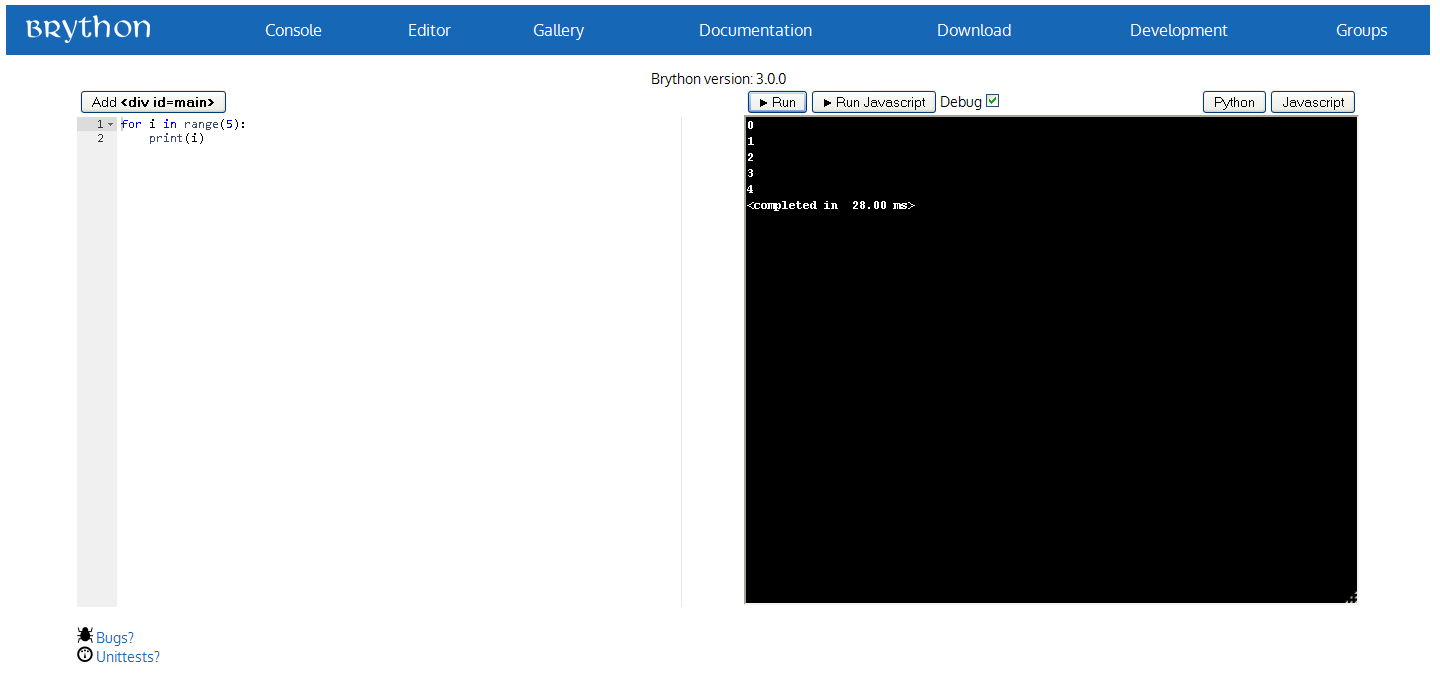 BRython Console Editor Gallery Documentation Download Development Groups
Brython version: 3.0.0
Add <div id=main>
Run Run Javascript Debug Python Javascript
1 for i in range(5):
2 print(i)
0
1
2
3
4
<completed in  28.00 ms>
Bugs?
Unittests?